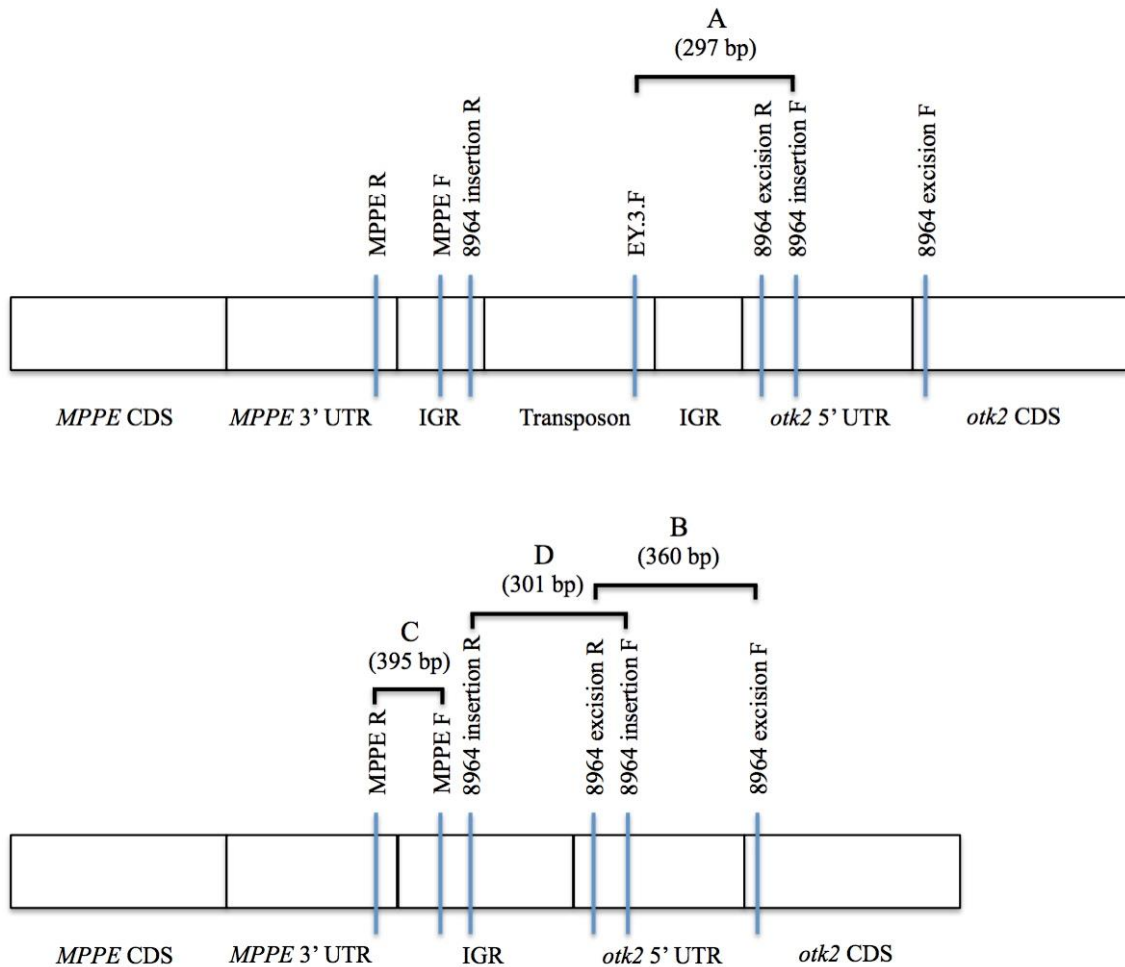 A
(297 bp)
MPPE R
MPPE F
8964 insertion R
EY.3.F
8964 excision R
8964 insertion F
8964 excision F
MPPE CDS
MPPE 3’ UTR
IGR
Transposon
IGR
otk2 5’ UTR
otk2 CDS
B
(360 bp)
D
(301 bp)
C
(395 bp)
MPPE R
MPPE F
8964 insertion R
8964 excision R
8964 insertion F
8964 excision F
MPPE CDS
MPPE 3’ UTR
IGR
otk2 5’ UTR
otk2 CDS